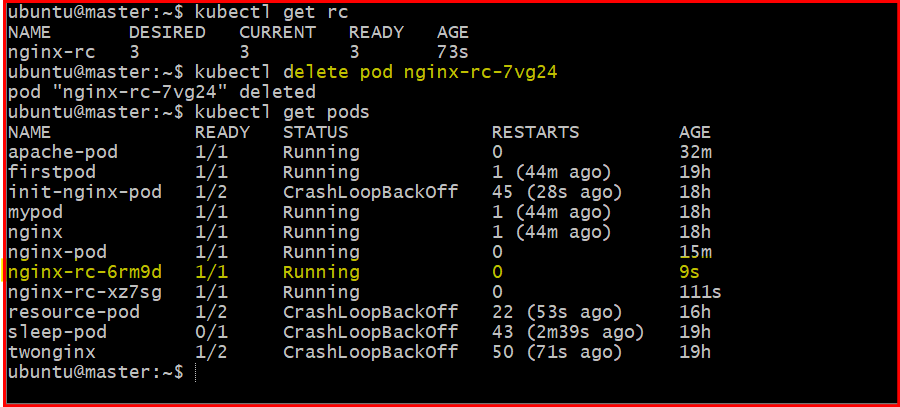 ubuntu@master:~$ kubectl get rc
NAME DESIRED CURRENT READY AGE
nginx-rc 3 3 3 73s
ubuntu@master:~$ kubectl delete pod nginx-rc-7vg24
pod "nginx-rc-7vg24" deleted
ubuntu@master:~$ kubectl get pods
NAME READY STATUS RESTARTS AGE
apache-pod 1/1 Running 0 32m
firstpod 1/1 Running 1 (44m ago) 19h
init-nginx-pod 1/2 CrashLoopBackOff 45 (28s ago) 18h
mypod 1/1 Running 1 (44m ago) 18h
nginx 1/1 Running 1 (44m ago) 18h
nginx-pod 1/1 Running 0 15m
nginx-rc-6rm9d 1/1 Running 0 9s
nginx-rc-xz7sg 1/1 Running 0 111s
resource-pod 1/2 CrashLoopBackOff 22 (53s ago) 16h
sleep-pod 0/1 CrashLoopBackOff 43 (2m39s ago) 19h
twonginx 1/2 CrashLoopBackOff 50 (71s ago) 19h
ubuntu@master:~$